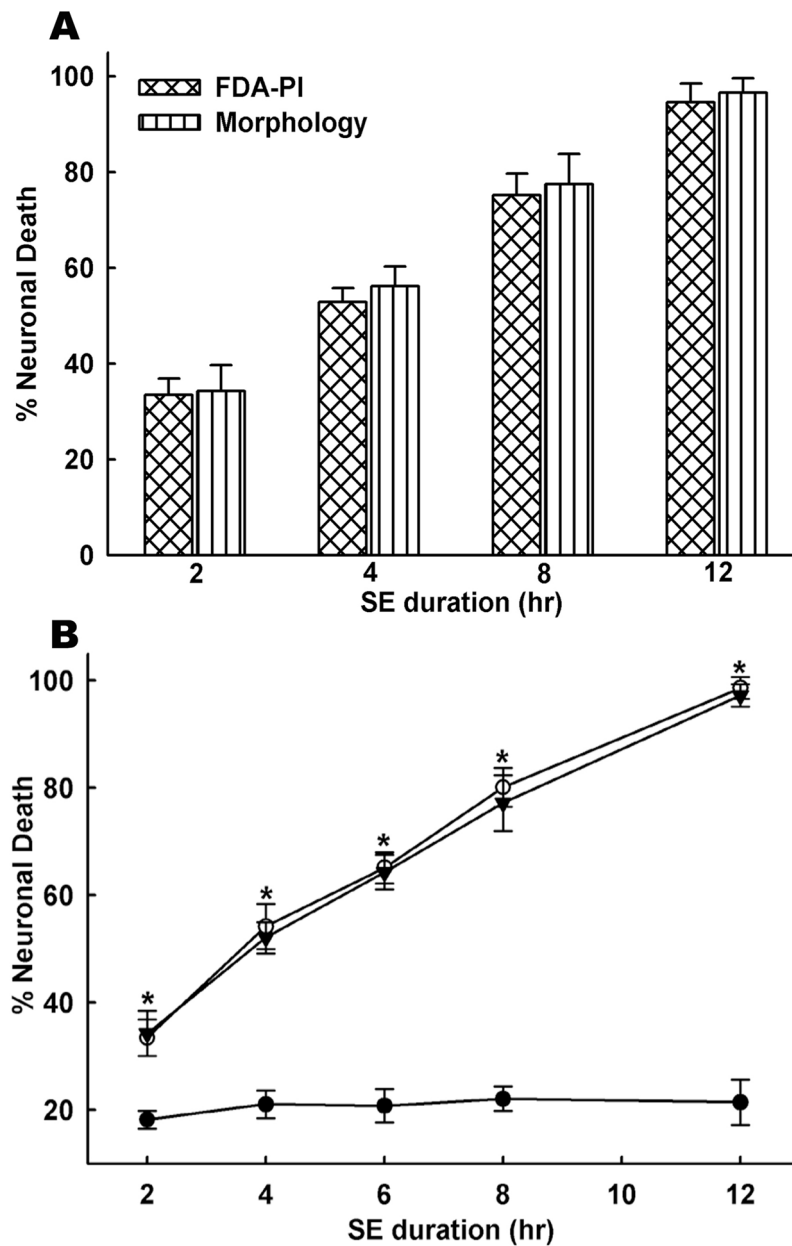 A
% Neuronal Death
100
80
60
40
20
0
FDA-PI
Morphology
2 4 8 12
SE duration (hr)
B
% Neuronal Death
100
80
60
40
20
* * * * *
2 4 6 8 10 12
SE duration (hr)